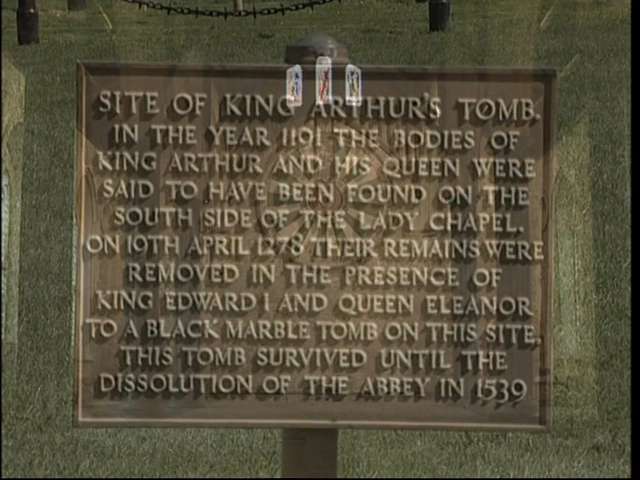 SITE OF KING ARTHUR'S TOMB.
IN THE YEAR 1191 THE BODIES OF
KING ARTHUR AND HIS QUEEN WERE
SAID TO HAVE BEEN FOUND ON THE
SOUTH SIDE OF THE LADY CHAPEL.
ON 10TH APRIL 1278 THEIR REMAINS WERE
REMOVED IN THE PRESENCE OF
KING EDWARD I AND QUEEN ELEANOR
TO A BLACK MARBLE TOMB ON THIS SITE.
THIS TOMB SURVIVED UNTIL THE
DISSOLUTION OF THE ABBEY IN 1539